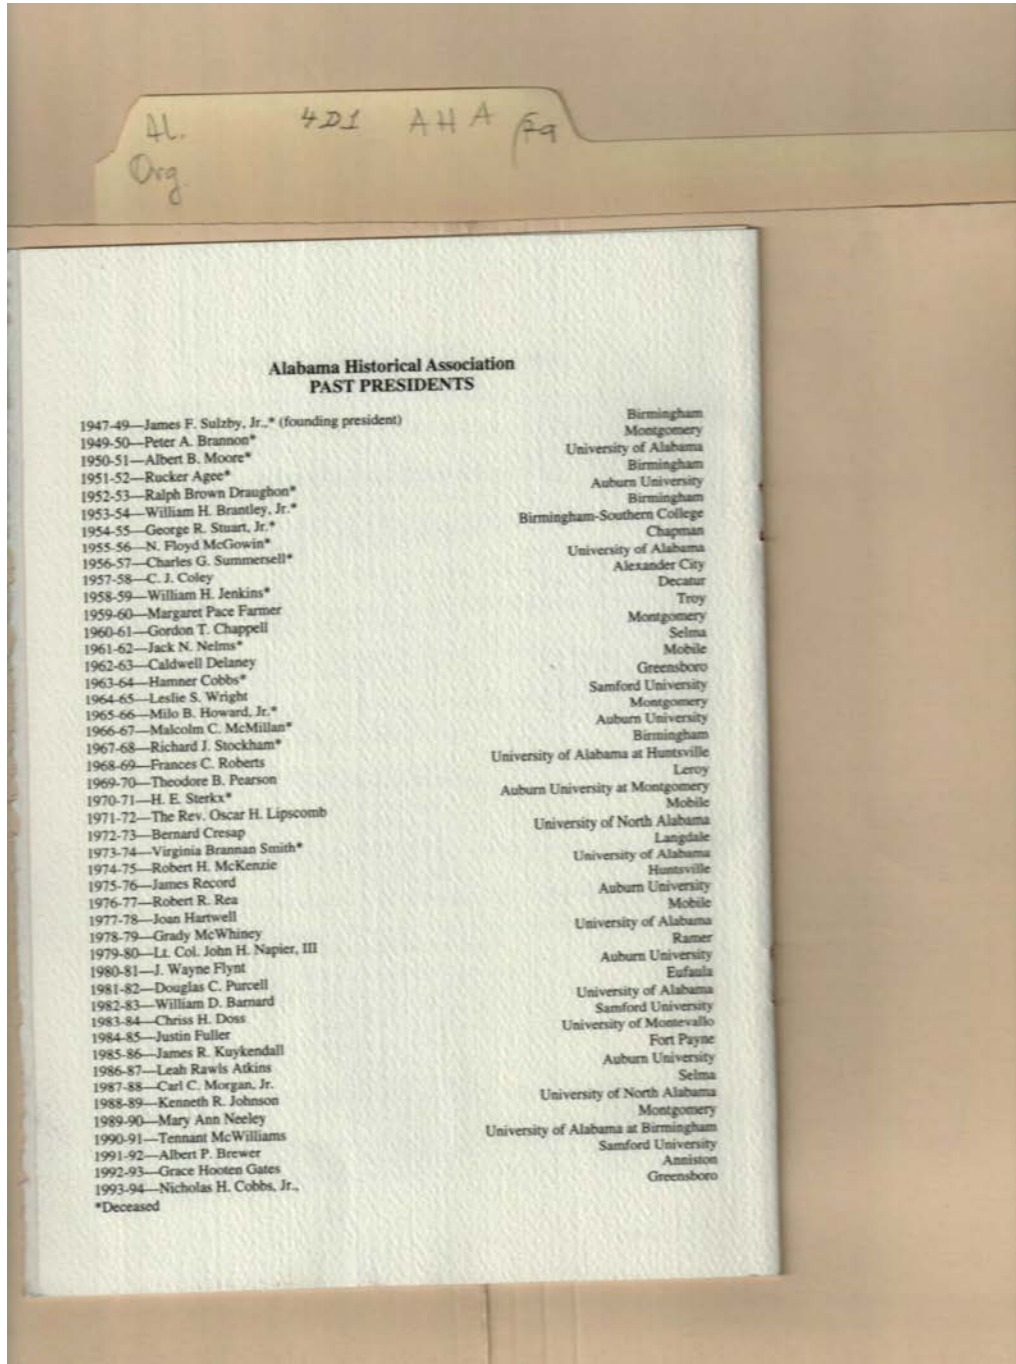 AL. 4D1 AHA
Org.
Alabama Historical Association
PAST PRESIDENTS
1947-49—James F. Sulzby, Jr.,* (founding president) Birmingham
1949-50—Peter A. Brannon* Montgomery
1950-51—Albert B. Moore* University of Alabama
1951-52—Rucker Agee* Birmingham
1952-53—Ralph Brown Draughon* Auburn University
1953-54—William H. Brantley, Jr.* Birmingham
1954-55—George R. Stuart, Jr.* Birmingham-Southern College
1955-56—N. Floyd McGowin* Chapman
1956-57—Charles G. Summersell* University of Alabama
1957-58—C. J. Coley Alexander City
1958-59—William H. Jenkins* Decatur
1959-60—Margaret Pace Farmer Troy
1960-61—Gordon T. Chappell Montgomery
1961-62—Jack N. Nelms* Selma
1962-63—Caldwell Delaney Mobile
1963-64—Hamner Cobbs* Greensboro
1964-65—Leslie S. Wright Samford University
1965-66—Milo B. Howard, Jr.* Montgomery
1966-67—Malcolm C. McMillan* Auburn University
1967-68—Richard J. Stockham* Birmingham
1968-69—Frances C. Roberts University of Alabama at Huntsville
1969-70—Theodore B. Pearson Leroy
1970-71—H. E. Sterkx* Auburn University at Montgomery
1971-72—The Rev. Oscar H. Lipscomb Mobile
1972-73—Bernard Cresap University of North Alabama
1973-74—Virginia Brannan Smith* Langdale
1974-75—Robert H. McKenzie University of Alabama
1975-76—James Record Huntsville
1976-77—Robert R. Rea Auburn University
1977-78—Joan Hartwell Mobile
1978-79—Grady McWhiney University of Alabama
1979-80—Lt. Col. John H. Napier, III Ramer
1980-81—J. Wayne Flynt Auburn University
1981-82—Douglas C. Purcell Eufaula
1982-83—William D. Barnard University of Alabama
1983-84—Chriss H. Doss Samford University
1984-85—Justin Fuller University of Montevallo
1985-86—James R. Kuykendall Fort Payne
1986-87—Leah Rawls Atkins Auburn University
1987-88—Carl C. Morgan, Jr. Selma
1988-89—Kenneth R. Johnson University of North Alabama
1989-90—Mary Ann Neeley Montgomery
1990-91—Tennant McWilliams University of Alabama at Birmingham
1991-92—Albert P. Brewer Samford University
1992-93—Grace Hooten Gates Anniston
1993-94—Nicholas H. Cobbs, Jr., Greensboro
*Deceased